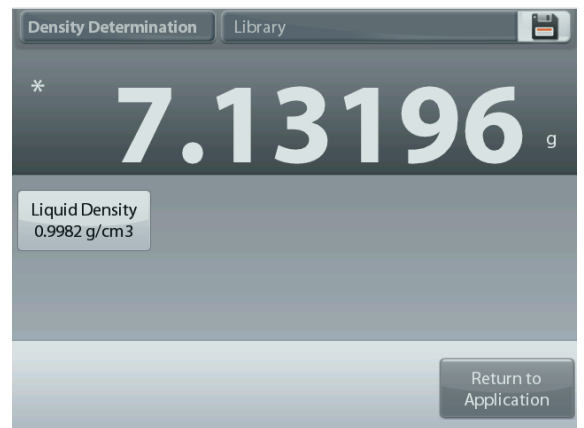 Density Determination Library
*
7.13196 g
Liquid Density
0.9982 g/cm3
Return to
Application